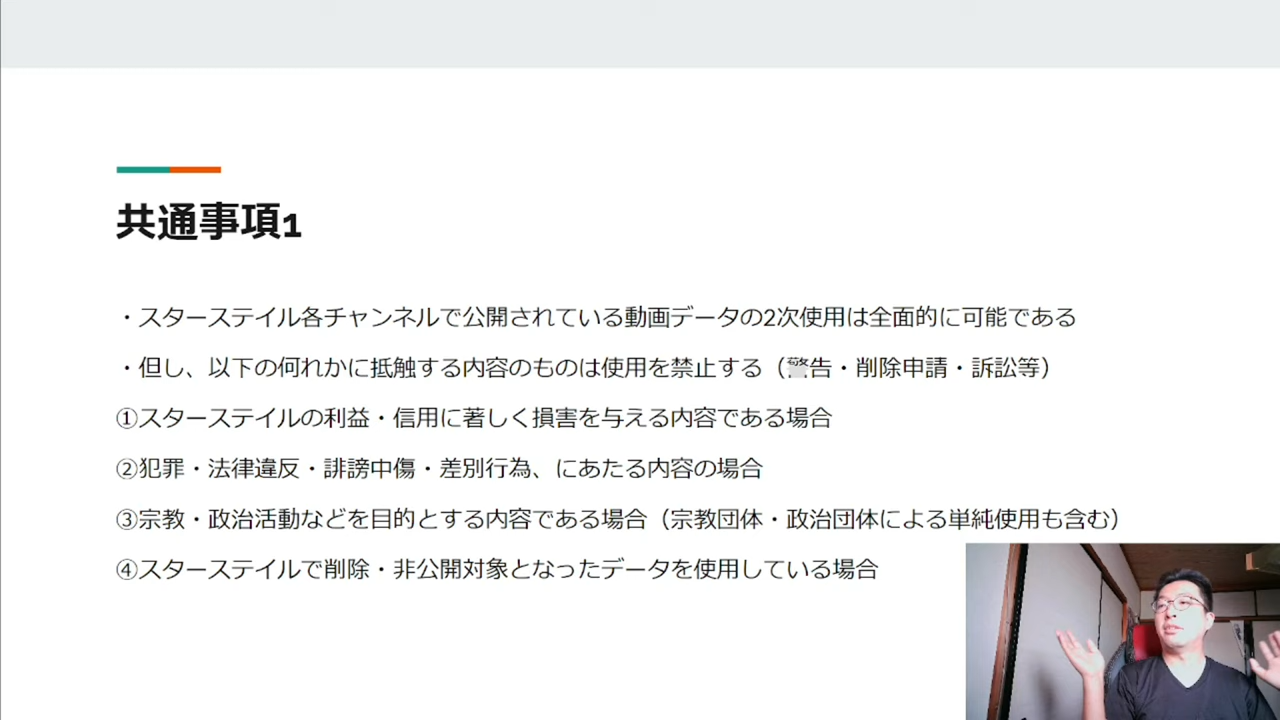 共通事項1
・スターステイル各チャンネルで公開されている動画データの2次使用は全面的に可能である
・但し、以下の何れかに抵触する内容のものは使用を禁止する（警告・削除申請・訴訟等）
①スターステイルの利益・信用に著しく損害を与える内容である場合
②犯罪・法律違反・誹謗中傷・差別行為、にあたる内容の場合
③宗教・政治活動などを目的とする内容である場合（宗教団体・政治団体による単純使用も含む）
④スターステイルで削除・非公開対象となったデータを使用している場合